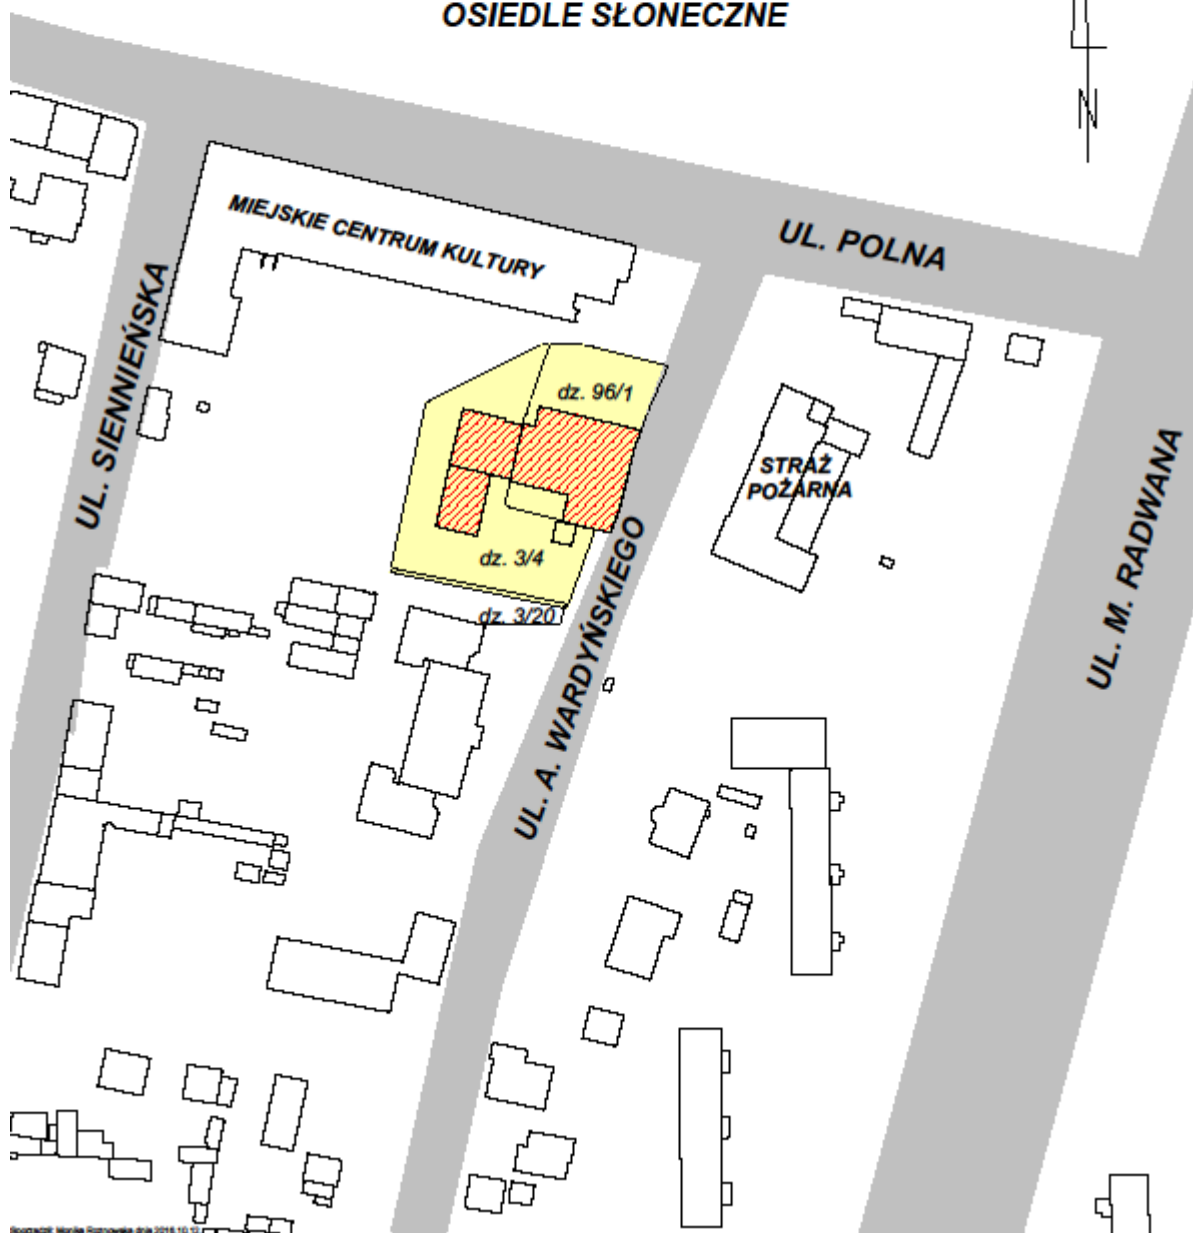 OSIEDLE SŁONECZNE
N
MIEJSKIE CENTRUM KULTURY
UL. POLNA
UL. SIENNIEŃSKA
dz. 96/1
STRAŻ
POŻARNA
dz. 3/4
dz. 3/20
UL. A. WARDYŃSKIEGO
UL. M. RADWANA